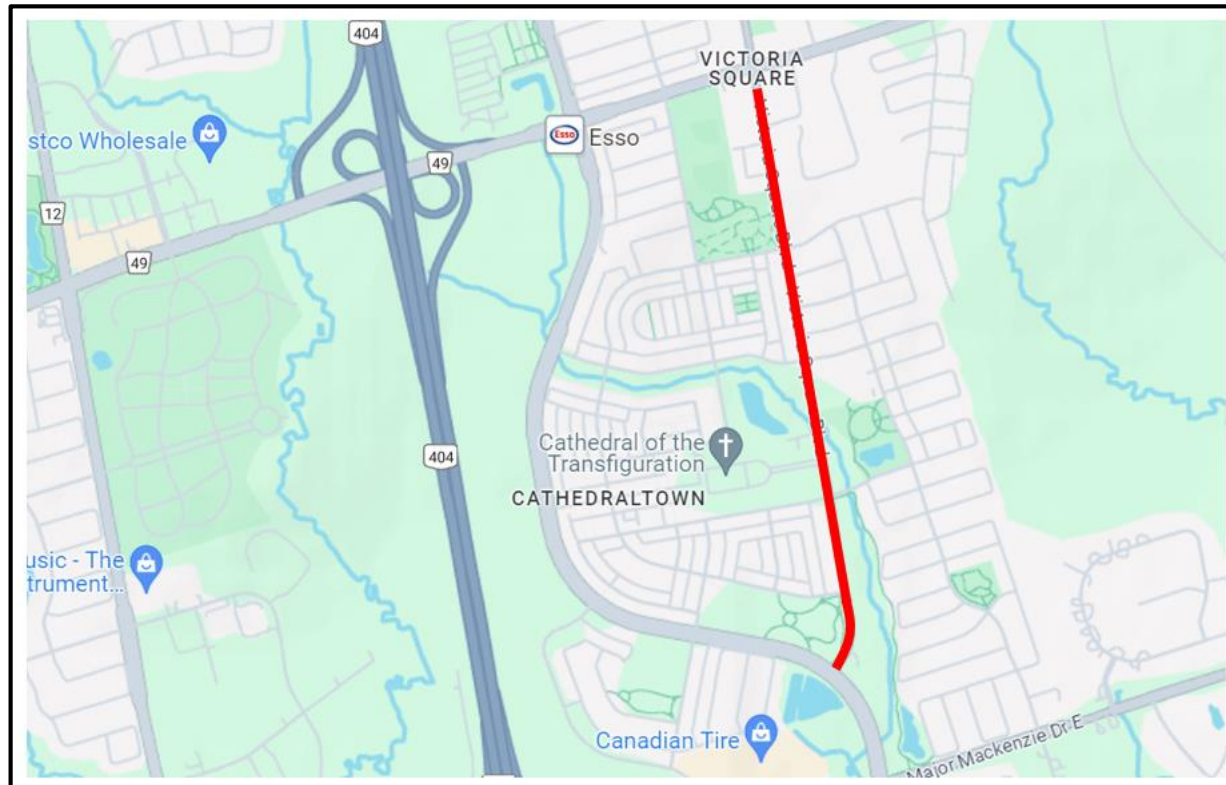 404
VICTORIA
SQUARE
stco Wholesale
Esso
Esso
49
12
49
Cathedral of the
Transfiguration
404
CATHEDRALTOWN
usic - The
trument...
Canadian Tire
Major Mackenzie Dr E